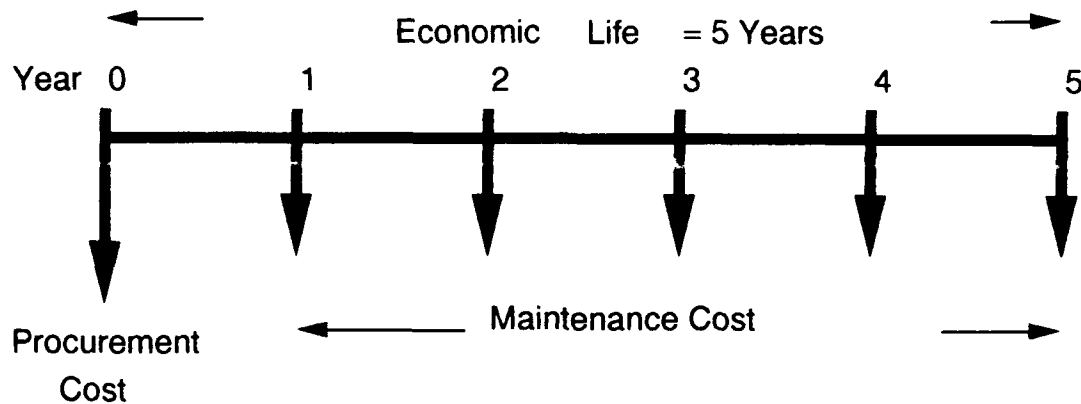 Economic Life = 5 Years
Year 0 1 2 3 4 5
Maintenance Cost
Procurement
Cost